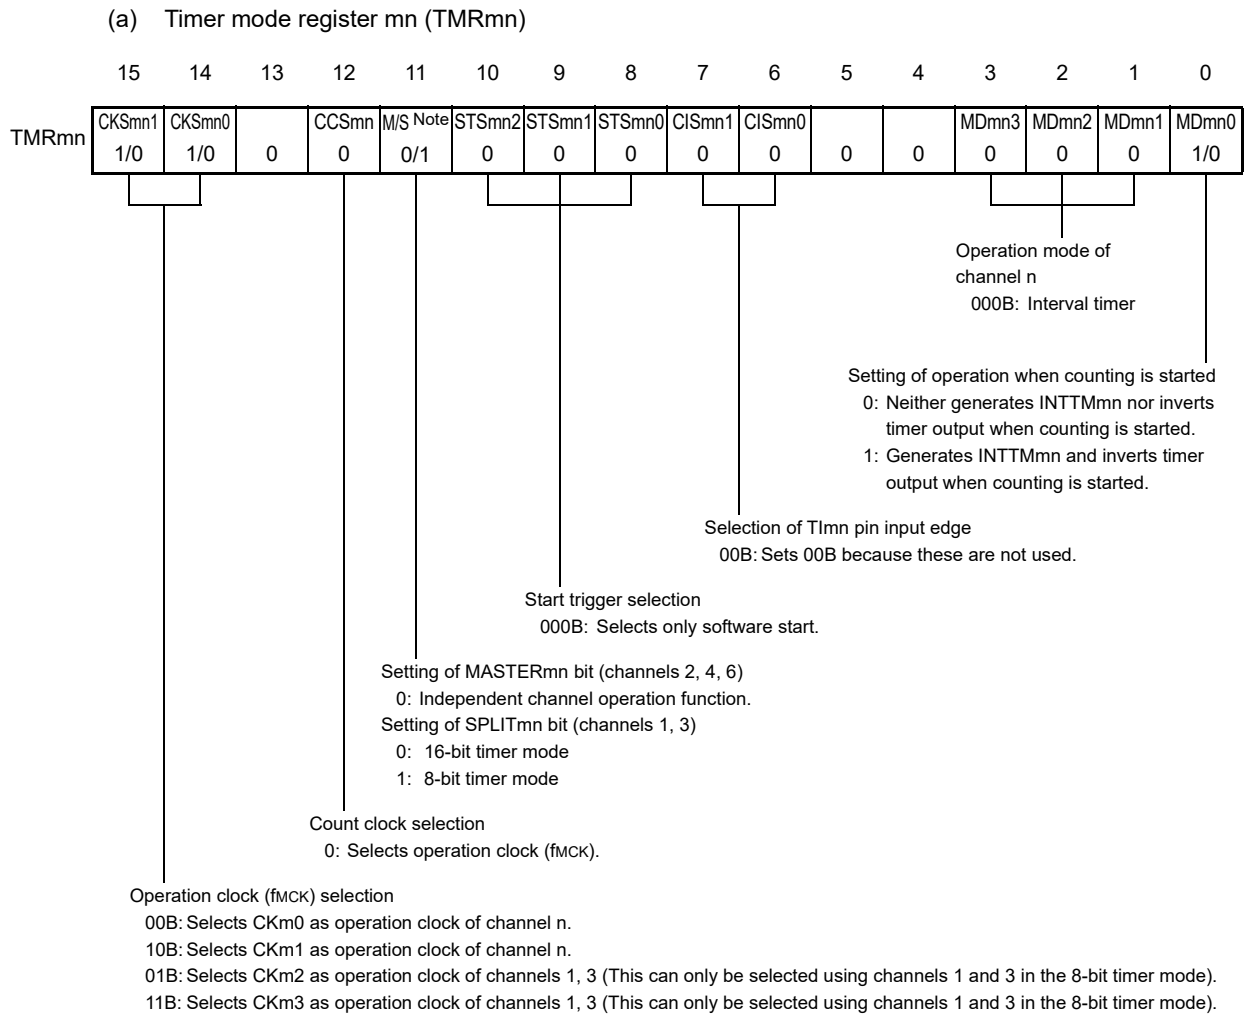 (a) Timer mode register mn (TMRmn)
15 14 13 12 11 10 9 8 7 6 5 4 3 2 1 0
TMRmn
CKSmn1 CKSmn0 CCSmn M/S Note STSmn2 STSmn1 STSmn0 CISmn1 CISmn0 MDmn3 MDmn2 MDmn1 MDmn0
1/0 1/0 0 0 0/1 0 0 0 0 0 0 0 0 0 0 1/0
Operation mode of
channel n
000B: Interval timer
Setting of operation when counting is started
0: Neither generates INTTMmn nor inverts
timer output when counting is started.
1: Generates INTTMmn and inverts timer
output when counting is started.
Selection of TImn pin input edge
00B: Sets 00B because these are not used.
Start trigger selection
000B: Selects only software start.
Setting of MASTERmn bit (channels 2, 4, 6)
0: Independent channel operation function.
Setting of SPLITmn bit (channels 1, 3)
0: 16-bit timer mode
1: 8-bit timer mode
Count clock selection
0: Selects operation clock (fMCK).
Operation clock (fMCK) selection
00B: Selects CKm0 as operation clock of channel n.
10B: Selects CKm1 as operation clock of channel n.
01B: Selects CKm2 as operation clock of channels 1, 3 (This can only be selected using channels 1 and 3 in the 8-bit timer mode).
11B: Selects CKm3 as operation clock of channels 1, 3 (This can only be selected using channels 1 and 3 in the 8-bit timer mode).